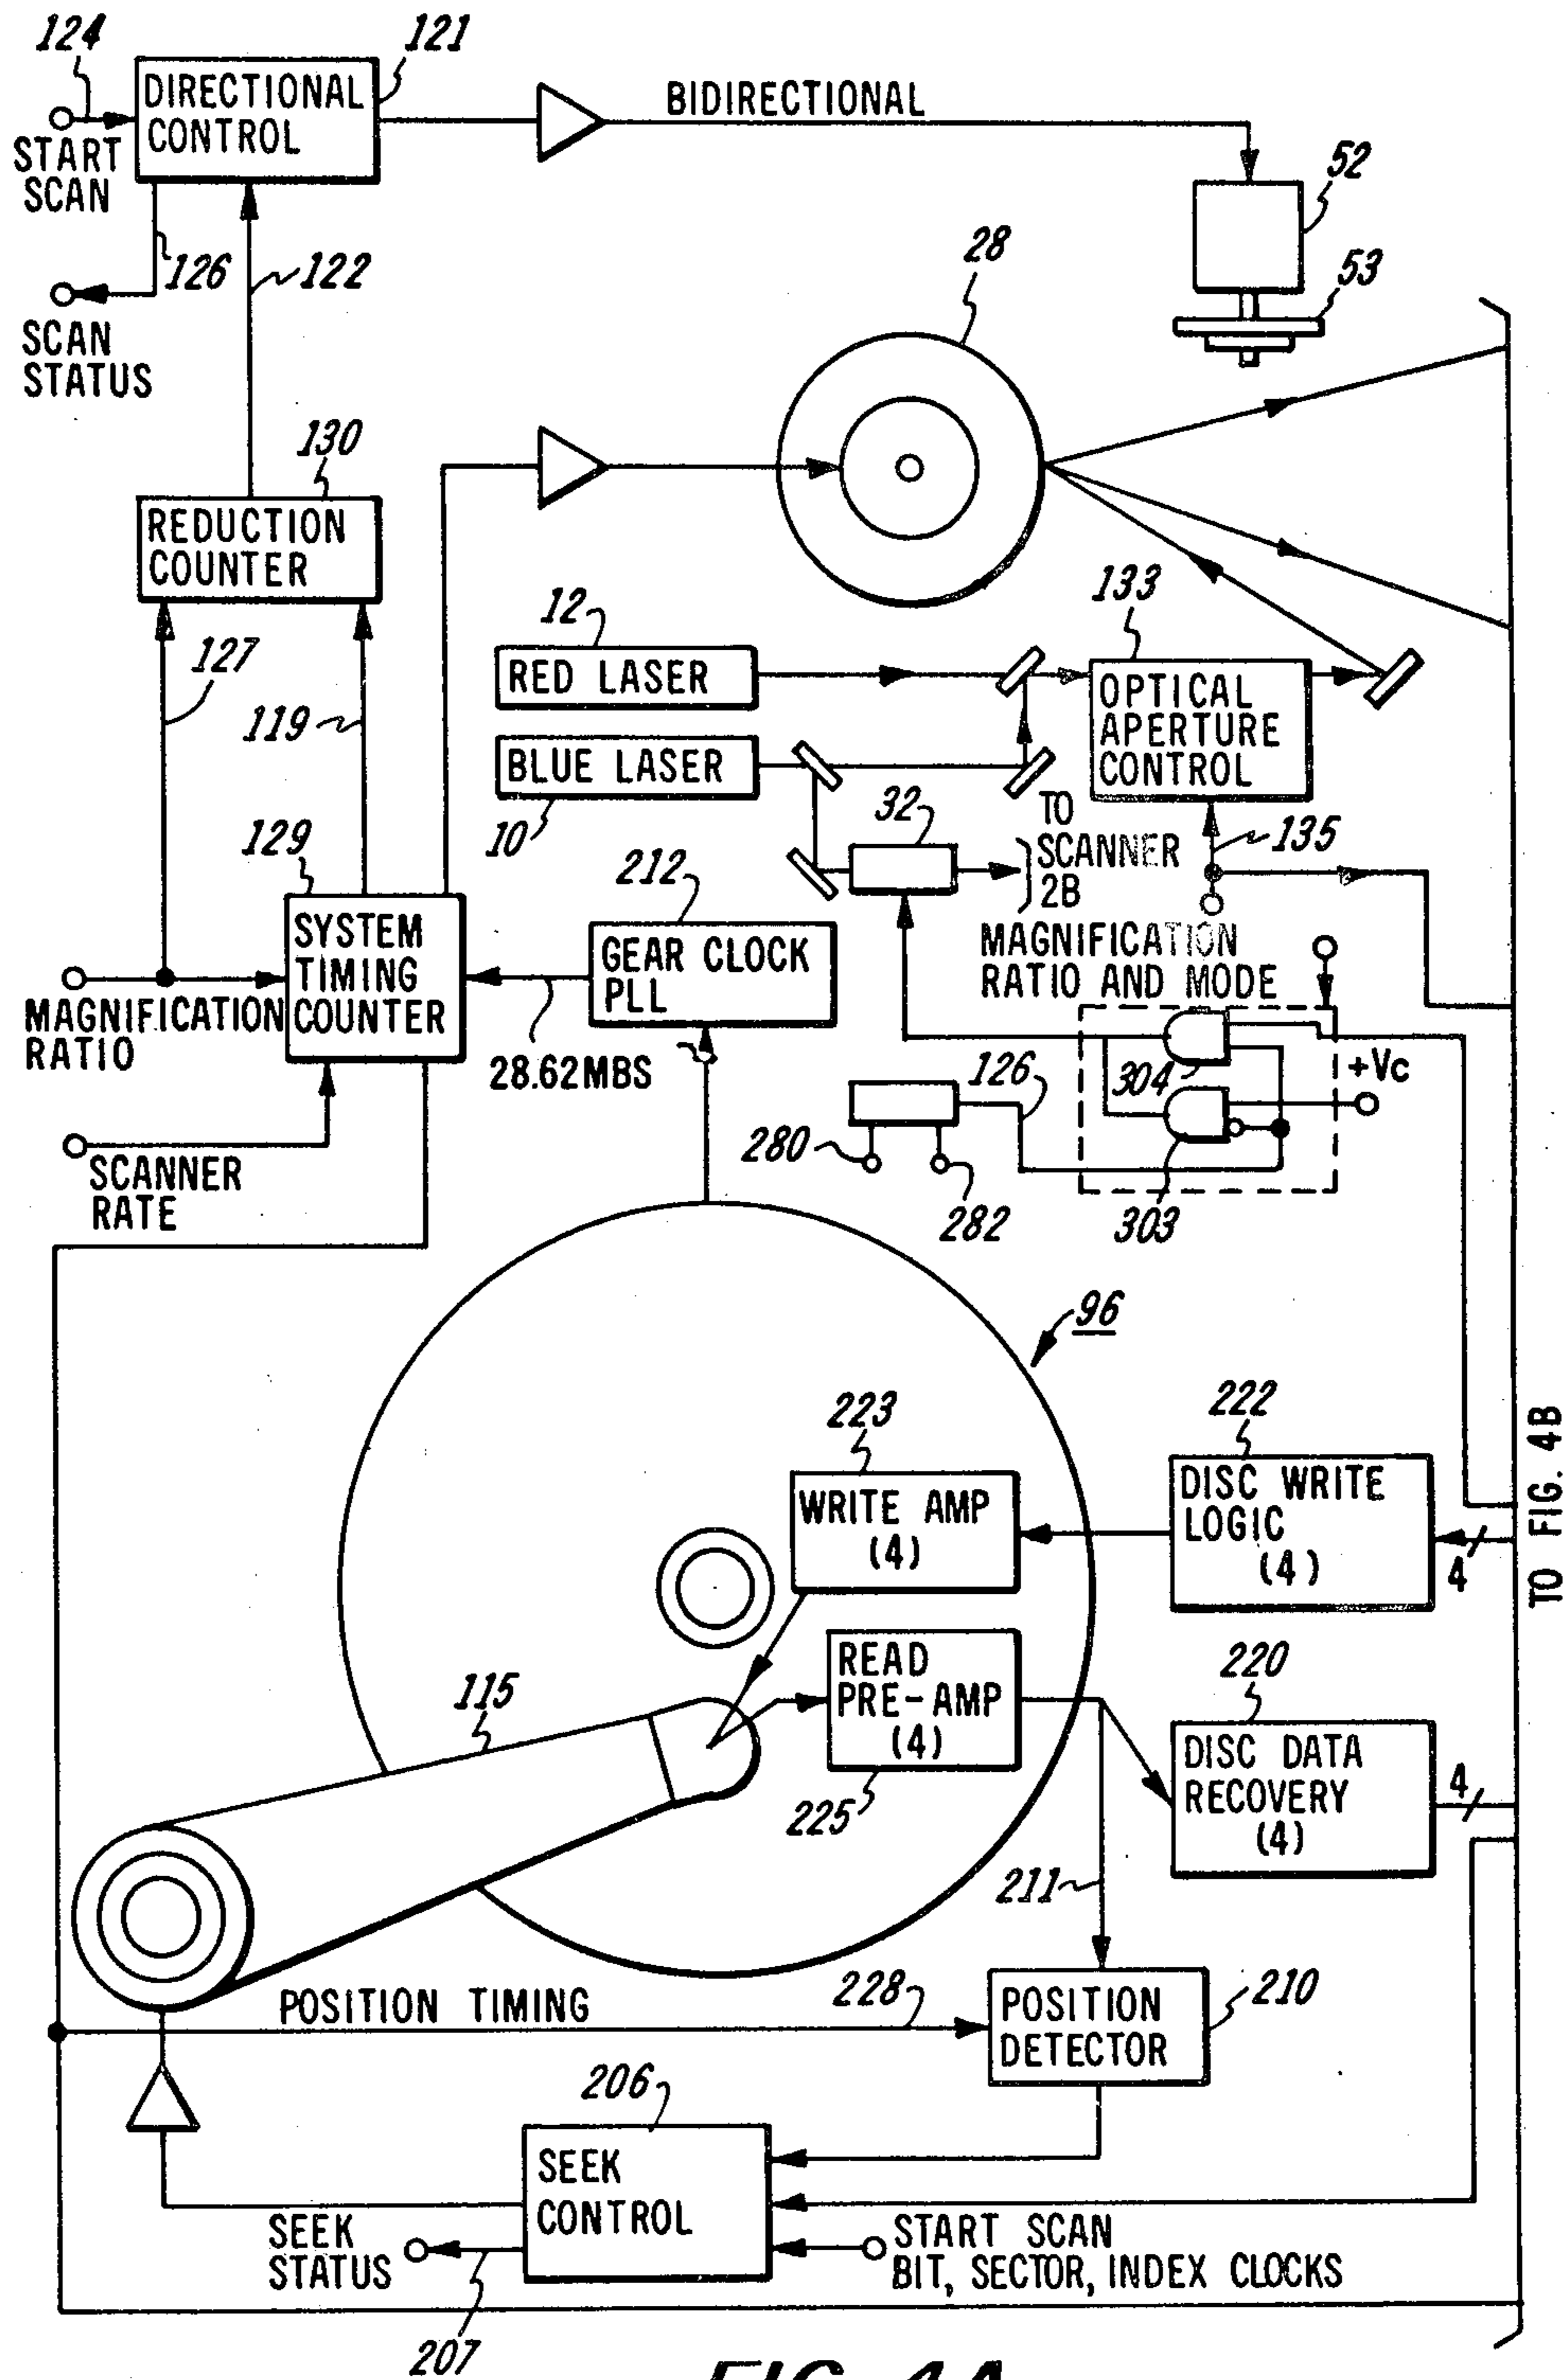 124
121
DIRECTIONAL
CONTROL
BIDIRECTIONAL
START
SCAN
52
126
122
28
53
SCAN
STATUS
130
REDUCTION
COUNTER
12
133
127
RED LASER
OPTICAL
APERTURE
CONTROL
119
BLUE LASER
10
32
TO
SCANNER
2B
135
129
212
SYSTEM
TIMING
COUNTER
GEAR CLOCK
PLL
MAGNIFICATION
RATIO AND MODE
MAGNIFICATION
RATIO
28.62MBS
126
304
+Vc
280
282
303
SCANNER
RATE
96
223
222
WRITE AMP
(4)
DISC WRITE
LOGIC
(4)
4
TO FIG. 4B
115
READ
PRE-AMP
(4)
225
220
DISC DATA
RECOVERY
(4)
4
211
POSITION TIMING
228
POSITION
DETECTOR
210
206
SEEK
CONTROL
SEEK
STATUS
START SCAN
BIT, SECTOR, INDEX CLOCKS
207
FIG. 4A